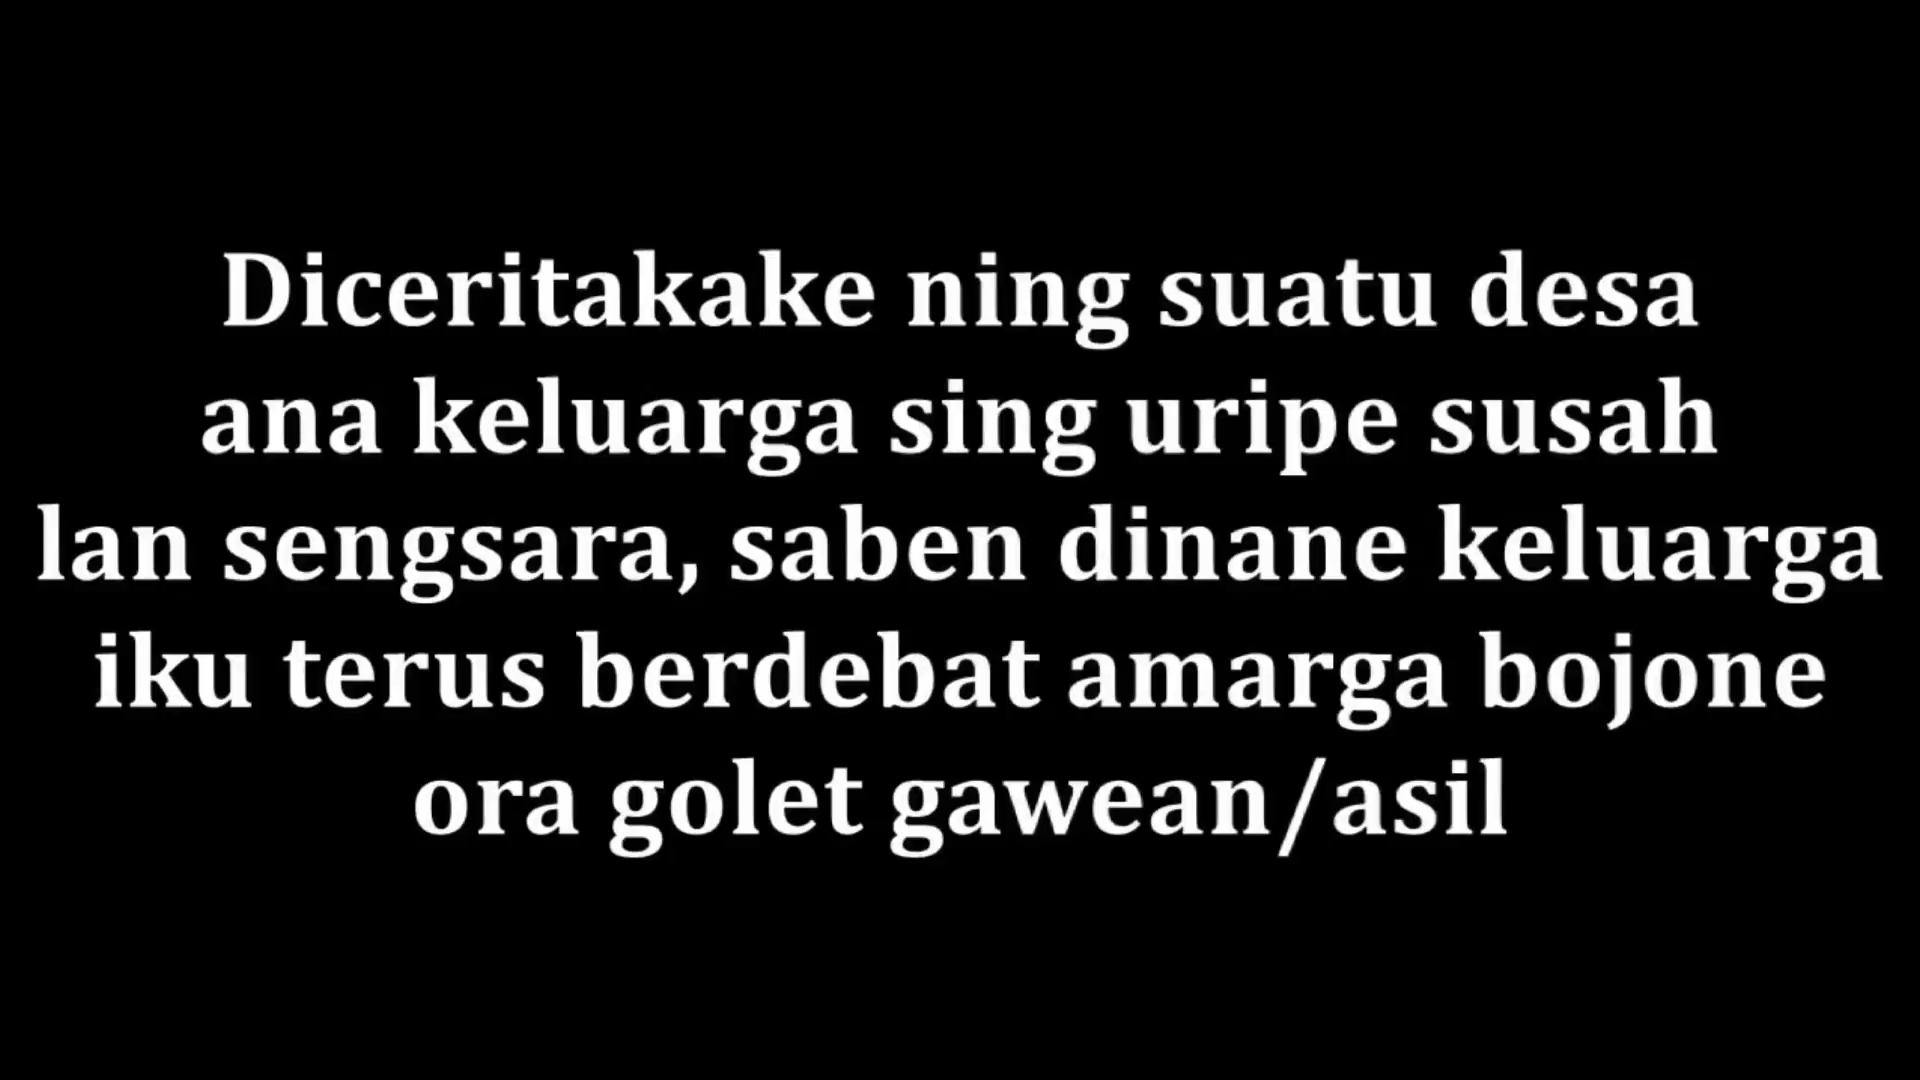 Diceritakake ning suatu desa
ana keluarga sing uripe susah
lan sengsara, saben dinane keluarga
iku terus berdebat amarga bojone
ora golet gawean/asil